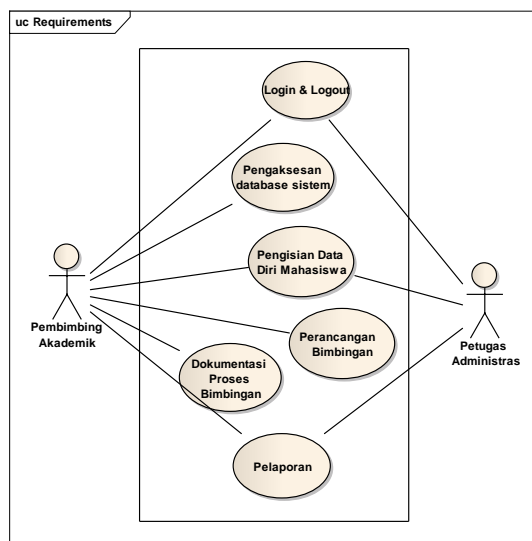 uc Requirements
Login & Logout
Pengaksesan
database sistem
Pengisian Data
Diri Mahasiswa
Pembimbing
Akademik
Perancangan
Bimbingan
Petugas
Administras
Dokumentasi
Proses
Bimbingan
Pelaporan